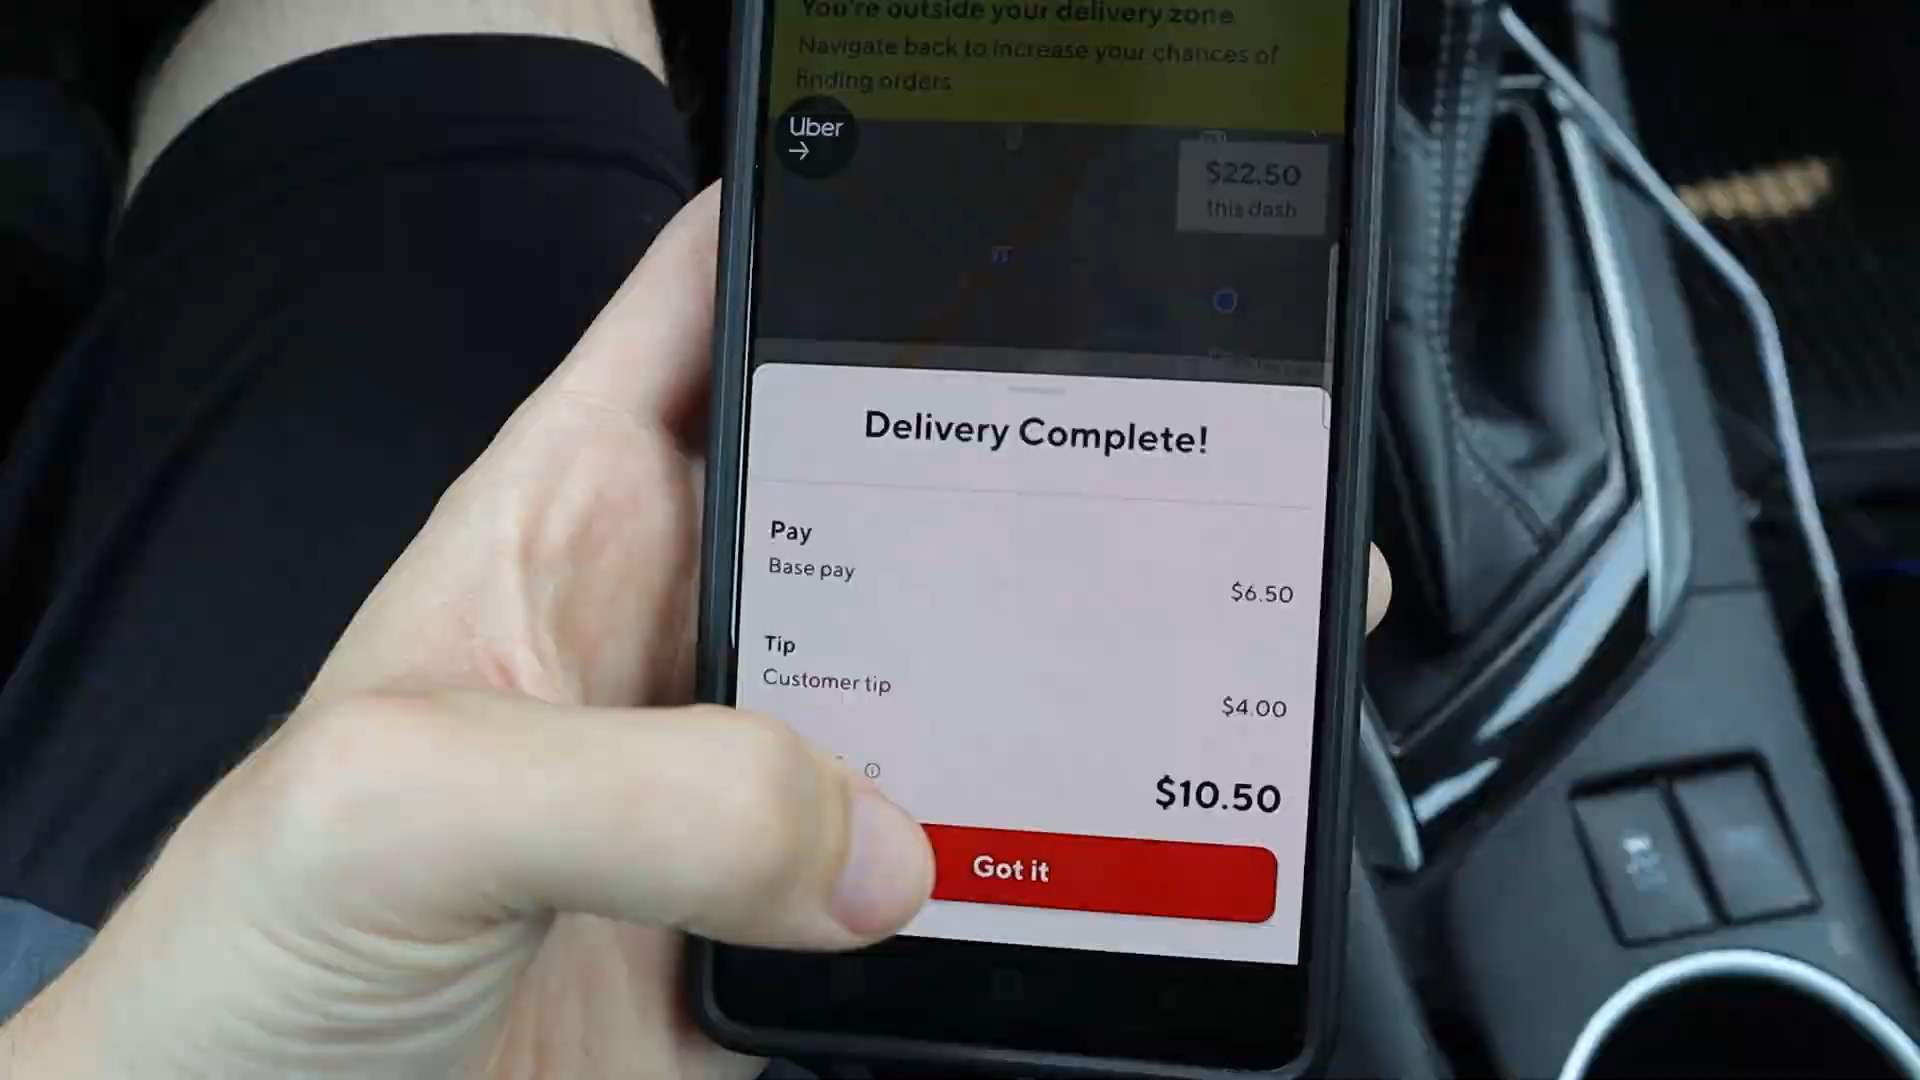 You're outside your delivery zone
Navigate back to increase your chances of
finding orders
Uber
→
$22.50
this dash
Delivery Complete!
Pay
Base pay
$6.50
Tip
Customer tip
$4.00
$10.50
Got it